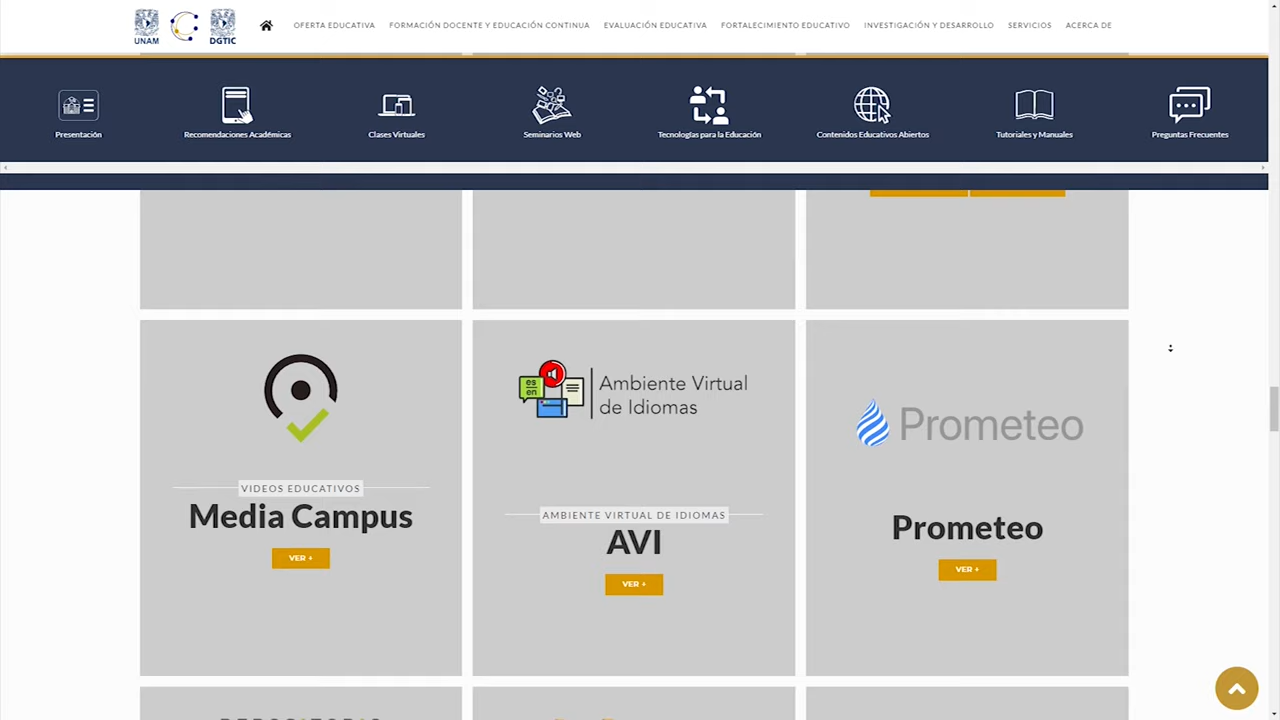 UNAM
DGTIC
OFERTA EDUCATIVA
FORMACIÓN DOCENTE Y EDUCACIÓN CONTINUA
EVALUACIÓN EDUCATIVA
FORTALECIMIENTO EDUCATIVO
INVESTIGACIÓN Y DESARROLLO
SERVICIOS
ACERCA DE
Presentación
Recomendaciones Académicas
Clases Virtuales
Seminarios Web
Tecnologías para la Educación
Contenidos Educativos Abiertos
Tutoriales y Manuales
Preguntas Frecuentes
VIDEOS EDUCATIVOS
Media Campus
VER +
es
en
Ambiente Virtual
de Idiomas
AMBIENTE VIRTUAL DE IDIOMAS
AVI
VER +
Prometeo
Prometeo
VER +